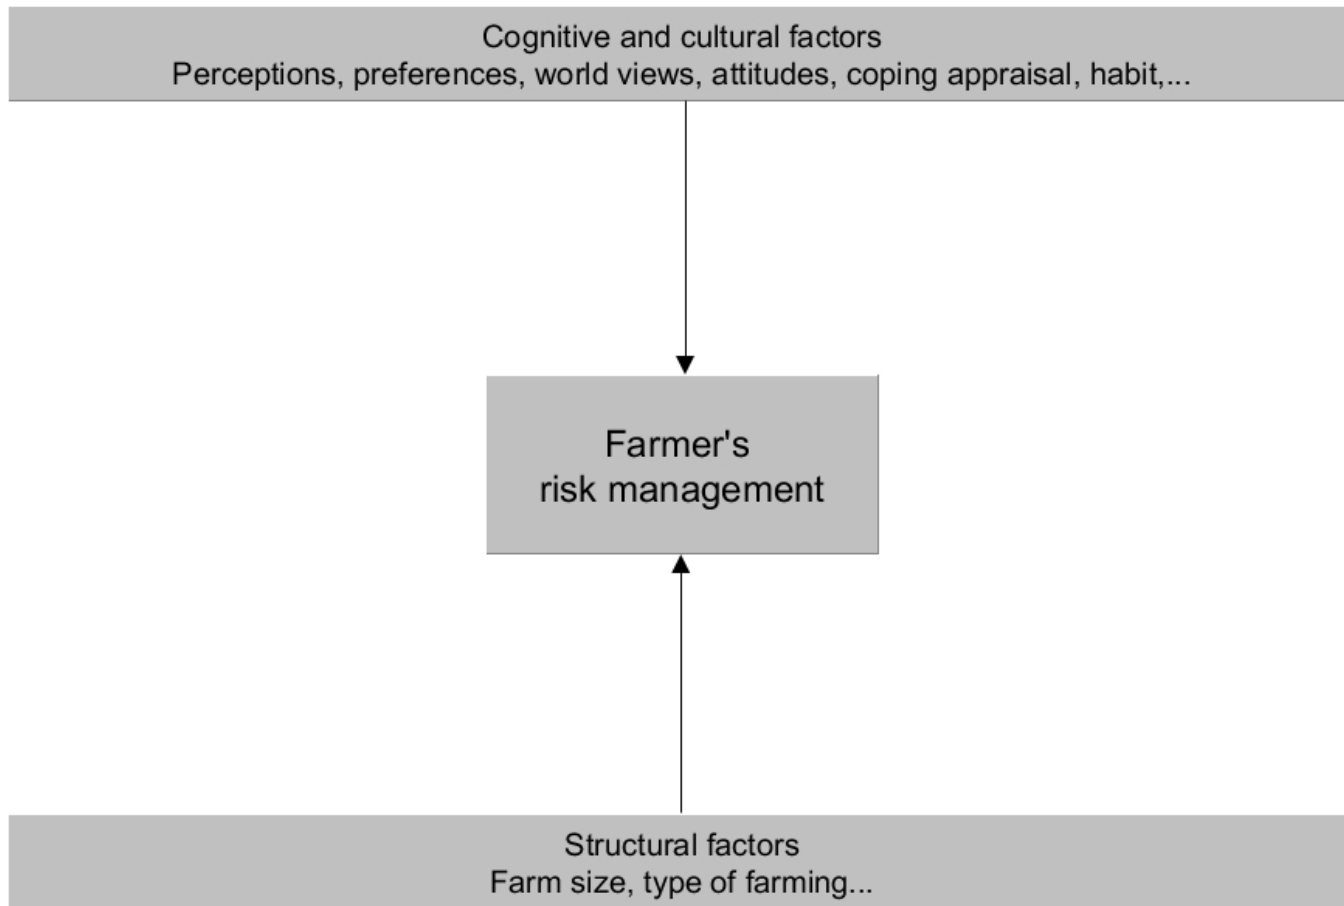 Cognitive and cultural factors
Perceptions, preferences, world views, attitudes, coping appraisal, habit,...
Farmer's
risk management
Structural factors
Farm size, type of farming...